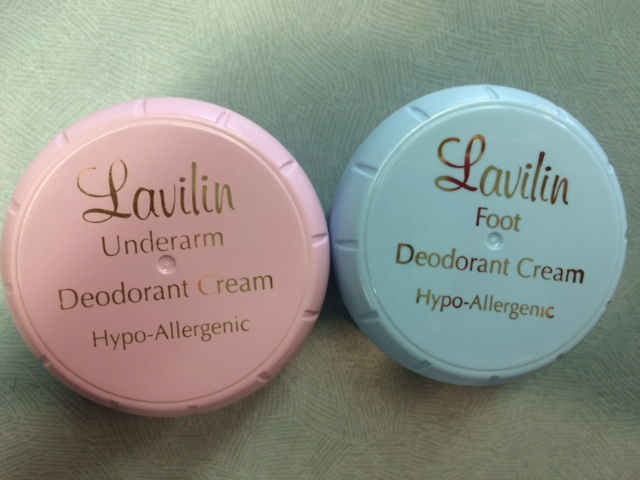 Lavilin
Underarm
Deodorant Cream
Hypo-Allergenic
Lavilin
Foot
Deodorant Cream
Hypo-Allergenic